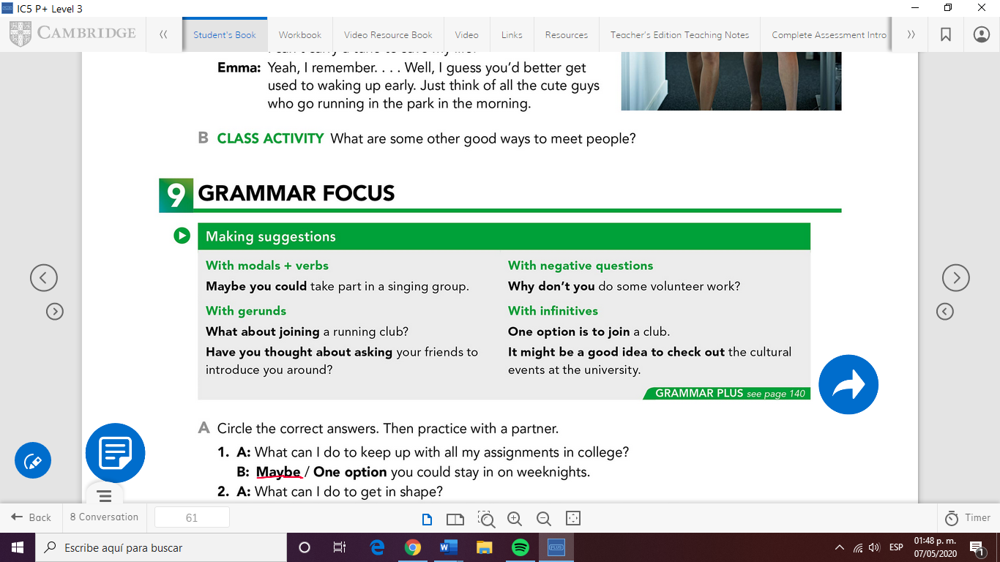 IC5 P+ Level 3
CAMBRIDGE
Student's Book
Workbook
Video Resource Book
Video
Links
Resources
Teacher's Edition Teaching Notes
Complete Assessment Intro
Emma: Yeah, I remember. . . . Well, I guess you'd better get
used to waking up early. Just think of all the cute guys
who go running in the park in the morning.
B CLASS ACTIVITY What are some other good ways to meet people?
9 GRAMMAR FOCUS
Making suggestions
With modals + verbs
Maybe you could take part in a singing group.
With gerunds
What about joining a running club?
Have you thought about asking your friends to
introduce you around?
With negative questions
Why don't you do some volunteer work?
With infinitives
One option is to join a club.
It might be a good idea to check out the cultural
events at the university.
GRAMMAR PLUS see page 140
A Circle the correct answers. Then practice with a partner.
1. A: What can I do to keep up with all my assignments in college?
B: Maybe / One option you could stay in on weeknights.
2. A: What can I do to get in shape?
Back
8 Conversation
61
Timer
Escribe aquí para buscar
PLUS
ESP
01:48 p. m.
07/05/2020
1